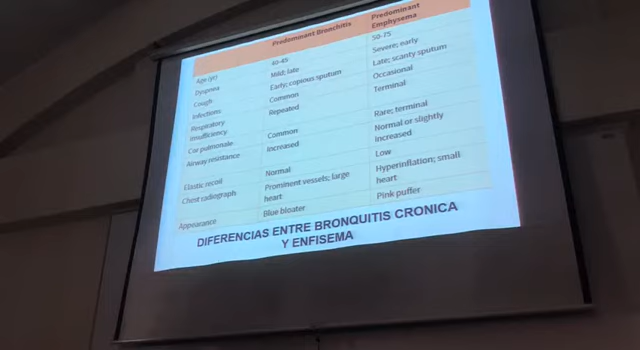 Predominant Bronchitis Predominant
Emphysema
Age (yr) 40-45 50-75
Dyspnea Mild; late Severe; early
Cough Early; copious sputum Late; scanty sputum
Infections Common Occasional
Respiratory
insufficiency Repeated Terminal
Cor pulmonale Common Rare; terminal
Airway resistance Increased Normal or slightly
increased
Elastic recoil Normal Low
Chest radiograph Prominent vessels; large
heart Hyperinflation; small
heart
Appearance Blue bloater Pink puffer
DIFERENCIAS ENTRE BRONQUITIS CRONICA
Y ENFISEMA